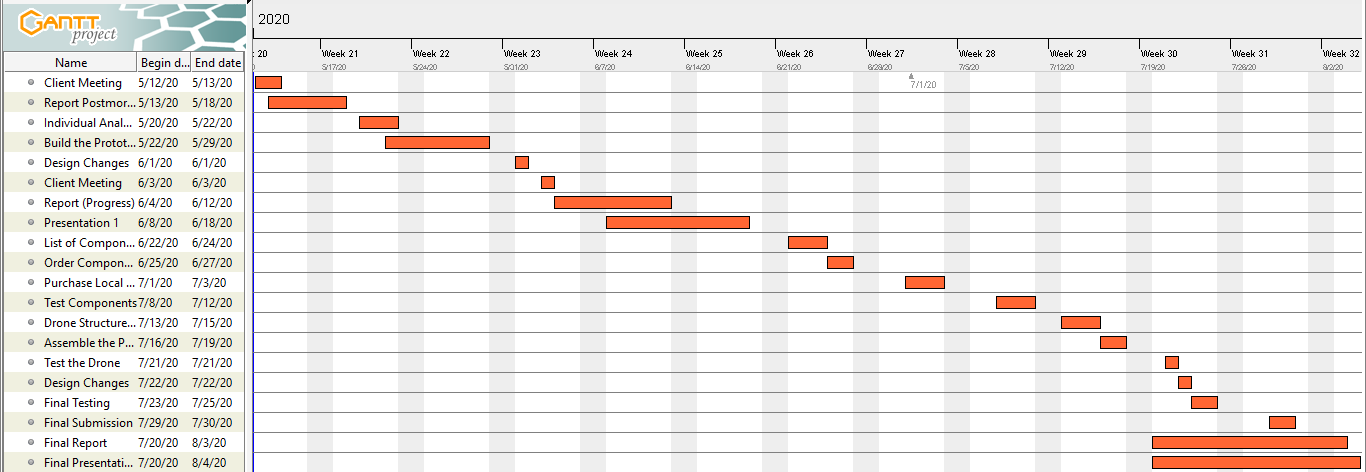 GANTT project
2020
: 20 Week 21 Week 22 Week 23 Week 24 Week 25 Week 26 Week 27 Week 28 Week 29 Week 30 Week 31 Week 32
5/17/20 5/24/20 5/31/20 6/7/20 6/14/20 6/21/20 6/28/20 7/5/20 7/12/20 7/19/20 7/26/20 8/2/20
Name Begin d... End date
7/1/20
Client Meeting 5/12/20 5/13/20
Report Postmor... 5/13/20 5/18/20
Individual Anal... 5/20/20 5/22/20
Build the Protot... 5/22/20 5/29/20
Design Changes 6/1/20 6/1/20
Client Meeting 6/3/20 6/3/20
Report (Progress) 6/4/20 6/12/20
Presentation 1 6/8/20 6/18/20
List of Compon... 6/22/20 6/24/20
Order Compon... 6/25/20 6/27/20
Purchase Local ... 7/1/20 7/3/20
Test Components 7/8/20 7/12/20
Drone Structure... 7/13/20 7/15/20
Assemble the P... 7/16/20 7/19/20
Test the Drone 7/21/20 7/21/20
Design Changes 7/22/20 7/22/20
Final Testing 7/23/20 7/25/20
Final Submission 7/29/20 7/30/20
Final Report 7/20/20 8/3/20
Final Presentati... 7/20/20 8/4/20